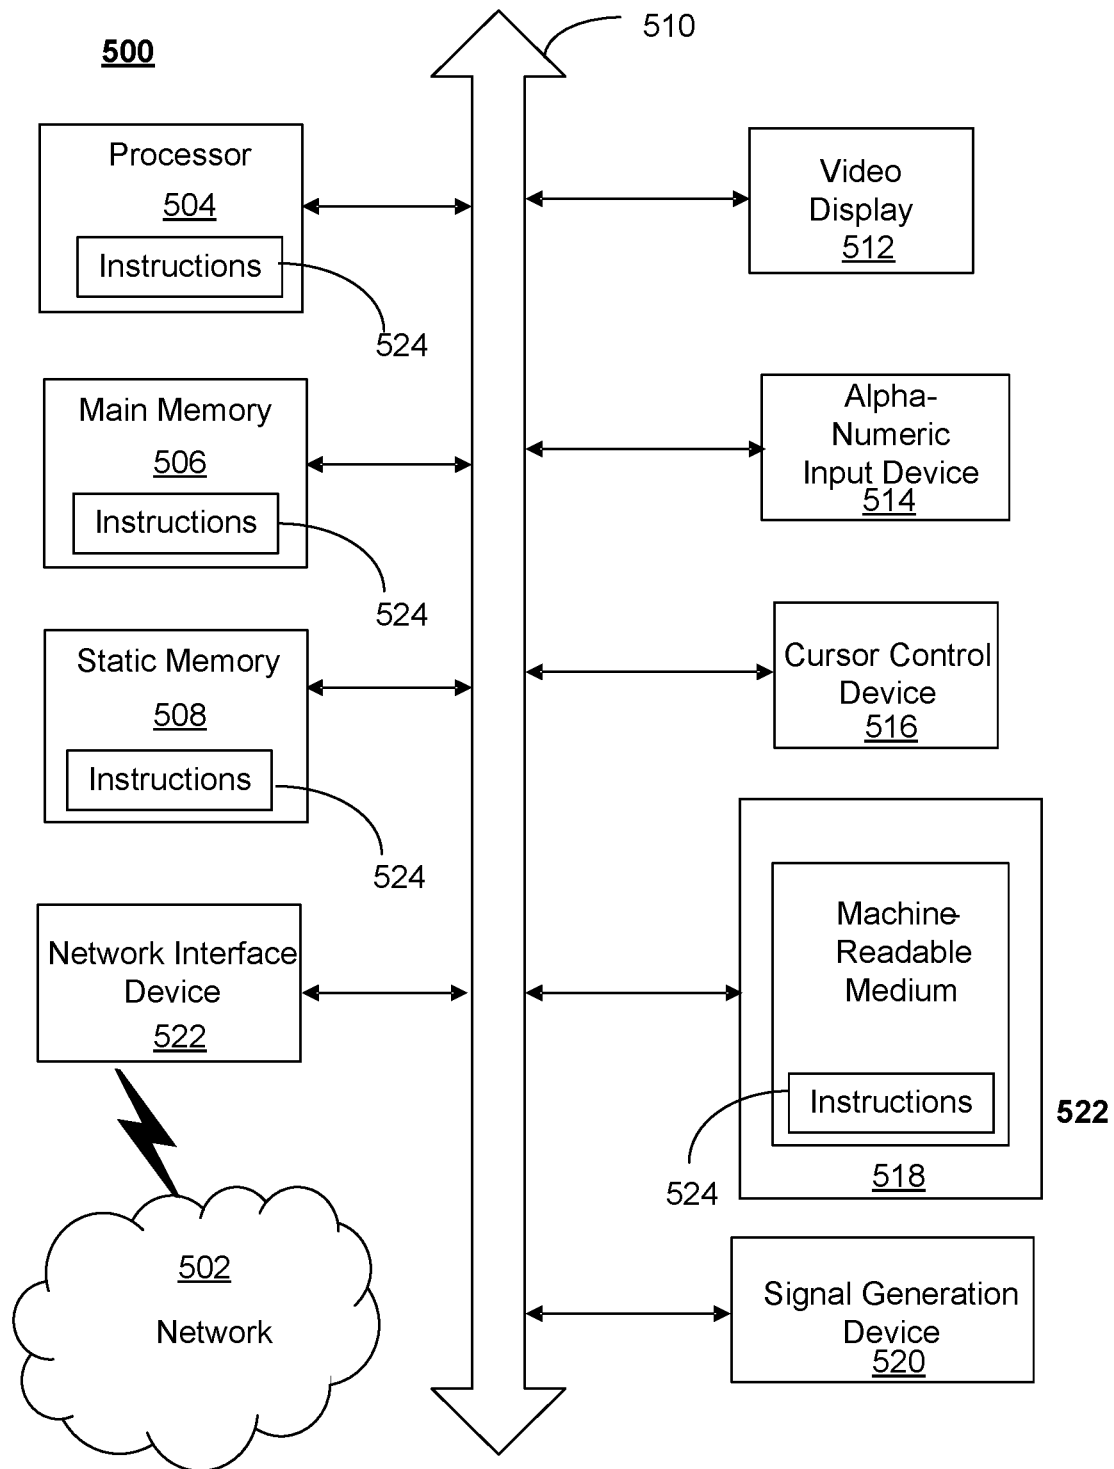 500
510
Processor
504
Instructions
524
Main Memory
506
Instructions
524
Static Memory
508
Instructions
524
Network Interface
Device
522
502
Network
Video
Display
512
Alpha-
Numeric
Input Device
514
Cursor Control
Device
516
Machine-
Readable
Medium
Instructions
524
518
522
Signal Generation
Device
520